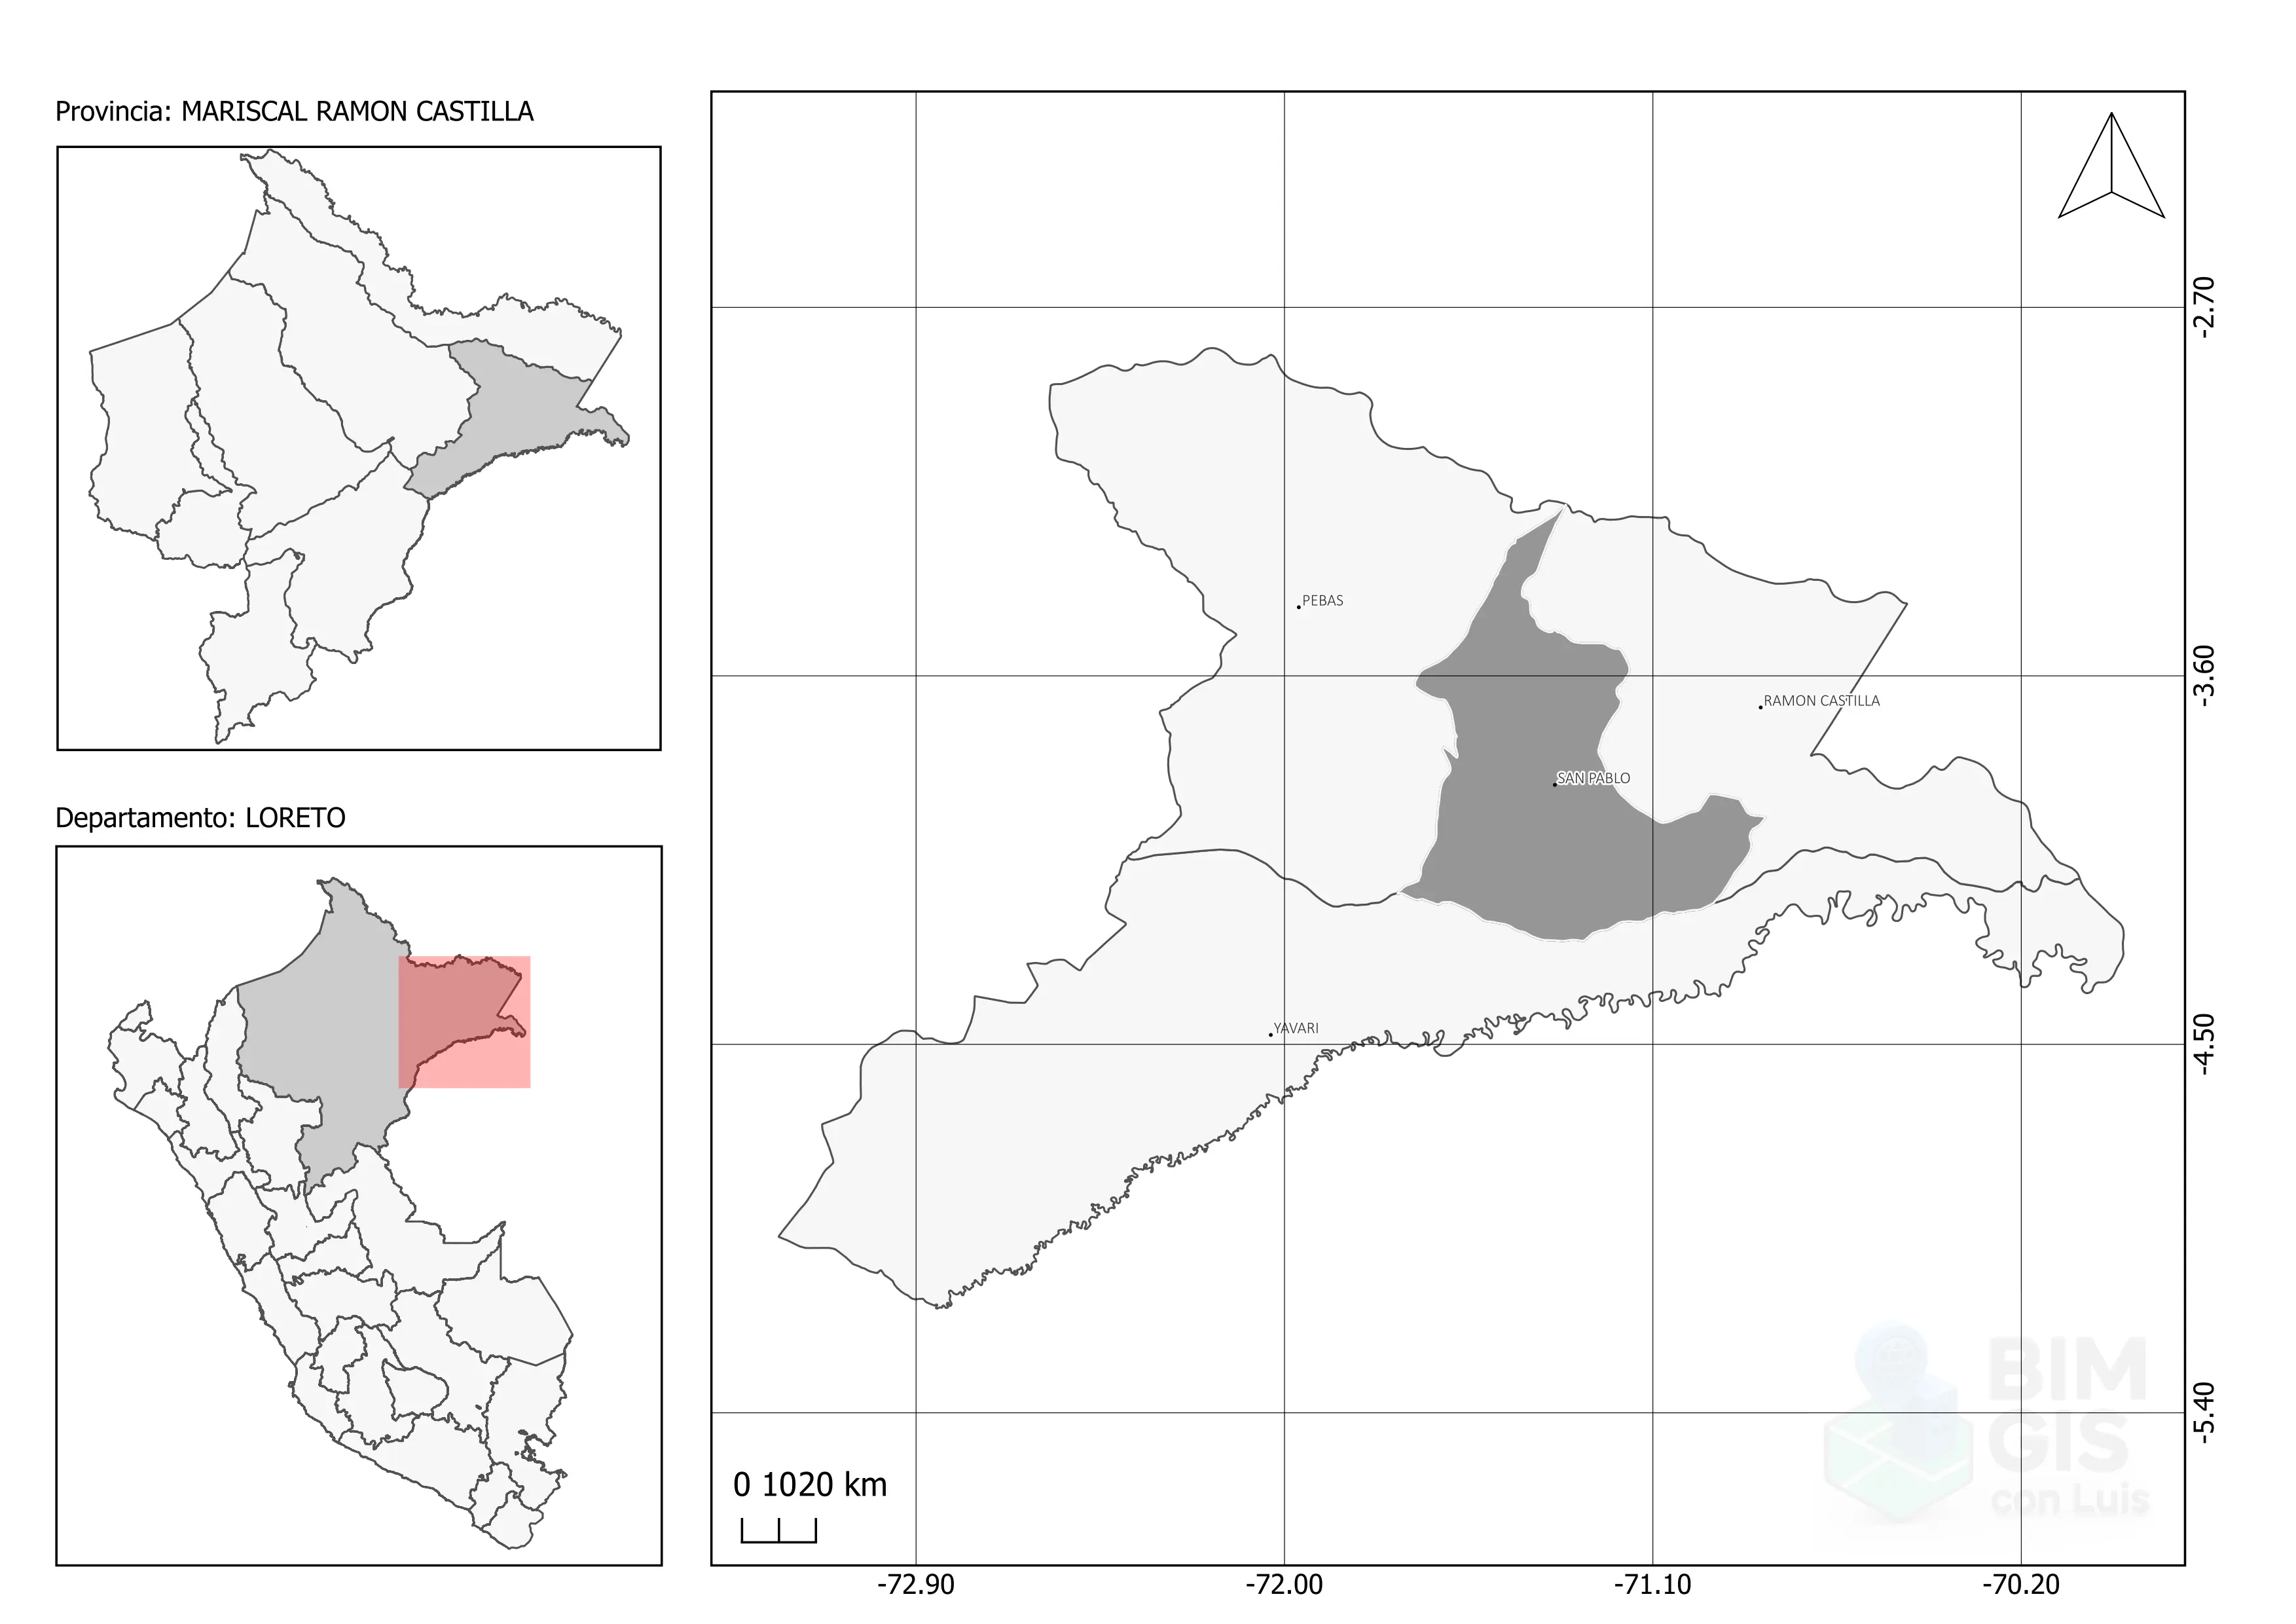 Provincia: MARISCAL RAMON CASTILLA
Departamento: LORETO
PEBAS
RAMON CASTILLA
SAN PABLO
YAVARI
-2.70
-3.60
-4.50
-5.40
0 1020 km
-72.90
-72.00
-71.10
-70.20
BIM
GIS
con Luis